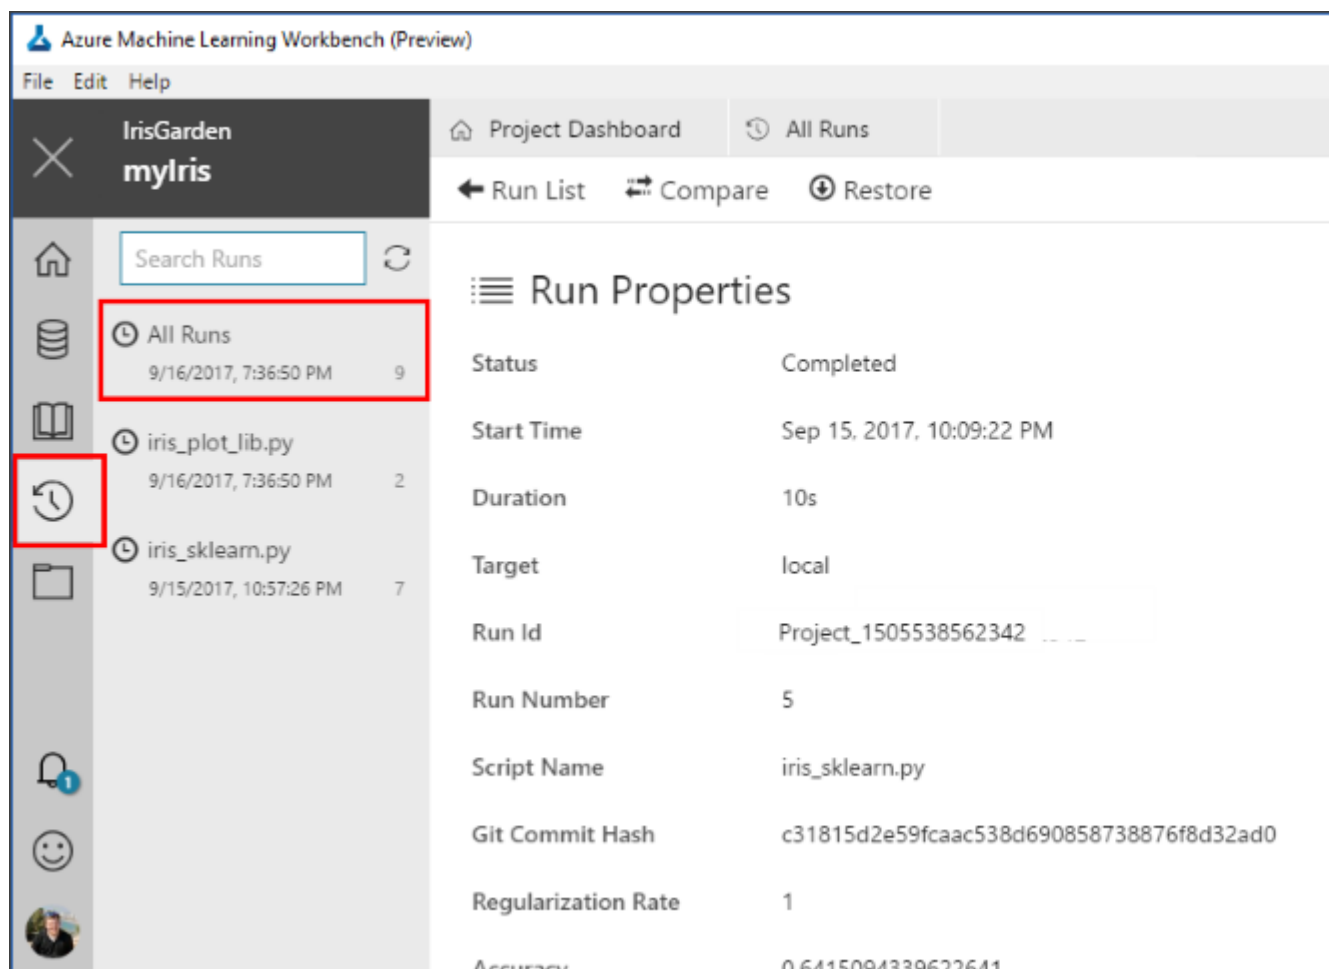 Azure Machine Learning Workbench (Preview)
File Edit Help
IrisGarden
myIris
Project Dashboard
All Runs
Run List
Compare
Restore
Search Runs
All Runs
9/16/2017, 7:36:50 PM 9
iris_plot_lib.py
9/16/2017, 7:36:50 PM 2
iris_sklearn.py
9/15/2017, 10:57:26 PM 7
1
Run Properties
Status Completed
Start Time Sep 15, 2017, 10:09:22 PM
Duration 10s
Target local
Run Id Project_1505538562342
Run Number 5
Script Name iris_sklearn.py
Git Commit Hash c31815d2e59fcaac538d690858738876f8d32ad0
Regularization Rate 1
Accuracy 0.6415094339622641